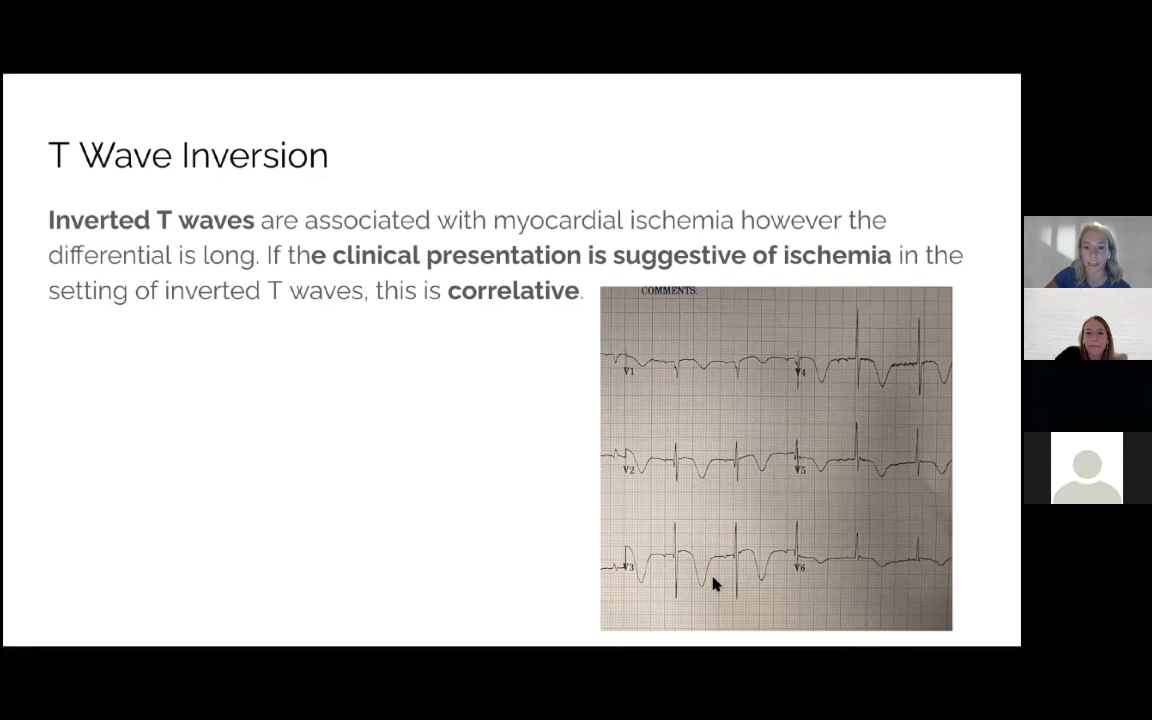 T Wave Inversion
Inverted T waves are associated with myocardial ischemia however the
differential is long. If the clinical presentation is suggestive of ischemia in the
setting of inverted T waves, this is correlative.
COMMENTS:
V1
V4
V2
V5
V3
V6